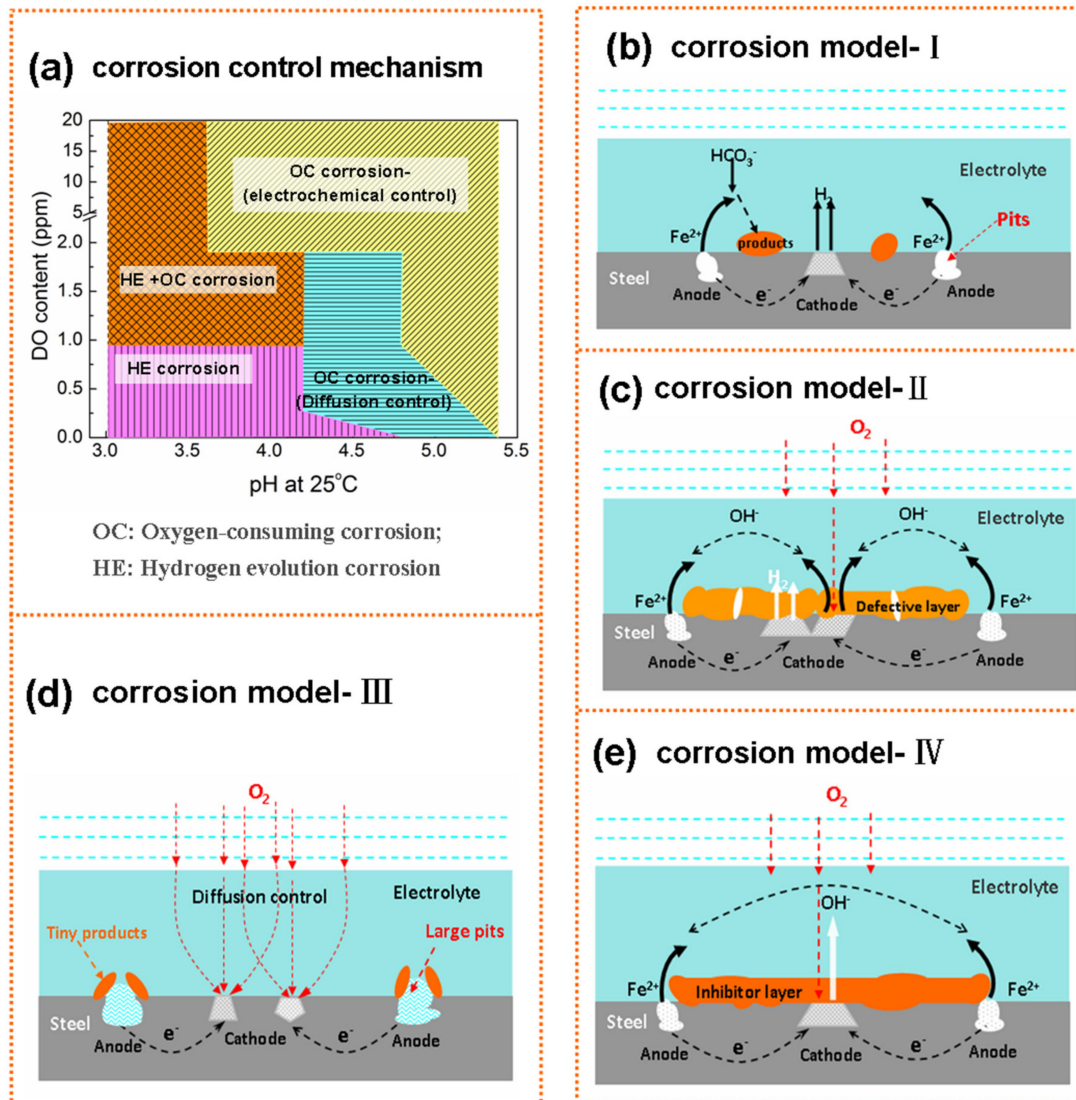 (a) corrosion control mechanism
20
15
10
5
2.0
1.5
1.0
0.5
0.0
DO content (ppm)
OC corrosion-
(electrochemical control)
HE +OC corrosion
HE corrosion
OC corrosion-
(Diffusion control)
3.0 3.5 4.0 4.5 5.0 5.5
pH at 25°C
OC: Oxygen-consuming corrosion;
HE: Hydrogen evolution corrosion
(b) corrosion model- Ⅰ
HCO₃⁻
H₂
Electrolyte
Fe²⁺
products
Fe²⁺
Pits
Steel
Anode
e⁻
Cathode
e⁻
Anode
(c) corrosion model- Ⅱ
O₂
OH⁻
OH⁻
Electrolyte
H₂
Fe²⁺
Defective layer
Fe²⁺
Steel
Anode
e⁻
Cathode
e⁻
Anode
(d) corrosion model- Ⅲ
O₂
Diffusion control
Electrolyte
Tiny products
Large pits
Steel
Anode
e⁻
Cathode
e⁻
Anode
(e) corrosion model- Ⅳ
O₂
Electrolyte
OH⁻
Fe²⁺
Inhibitor layer
Fe²⁺
Steel
Anode
e⁻
Cathode
e⁻
Anode